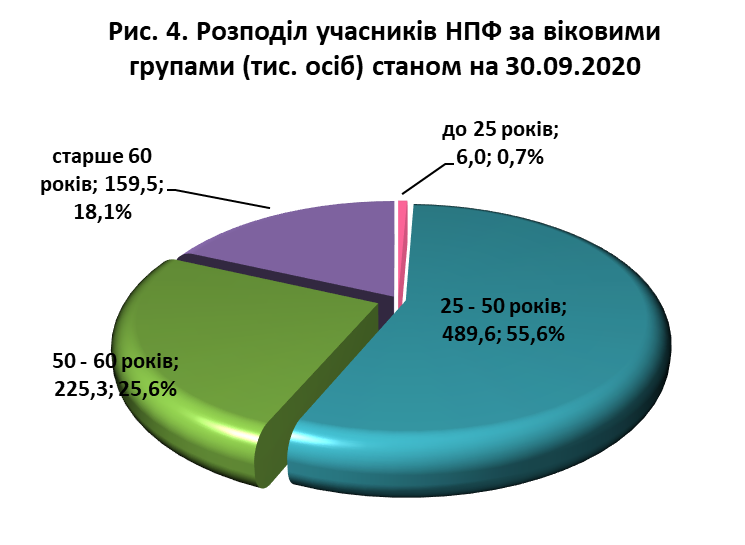 Рис. 4. Розподіл учасників НПФ за віковими
групами (тис. осіб) станом на 30.09.2020
до 25 років;
6,0; 0,7%
старше 60
років; 159,5;
18,1%
25 - 50 років;
489,6; 55,6%
50 - 60 років;
225,3; 25,6%